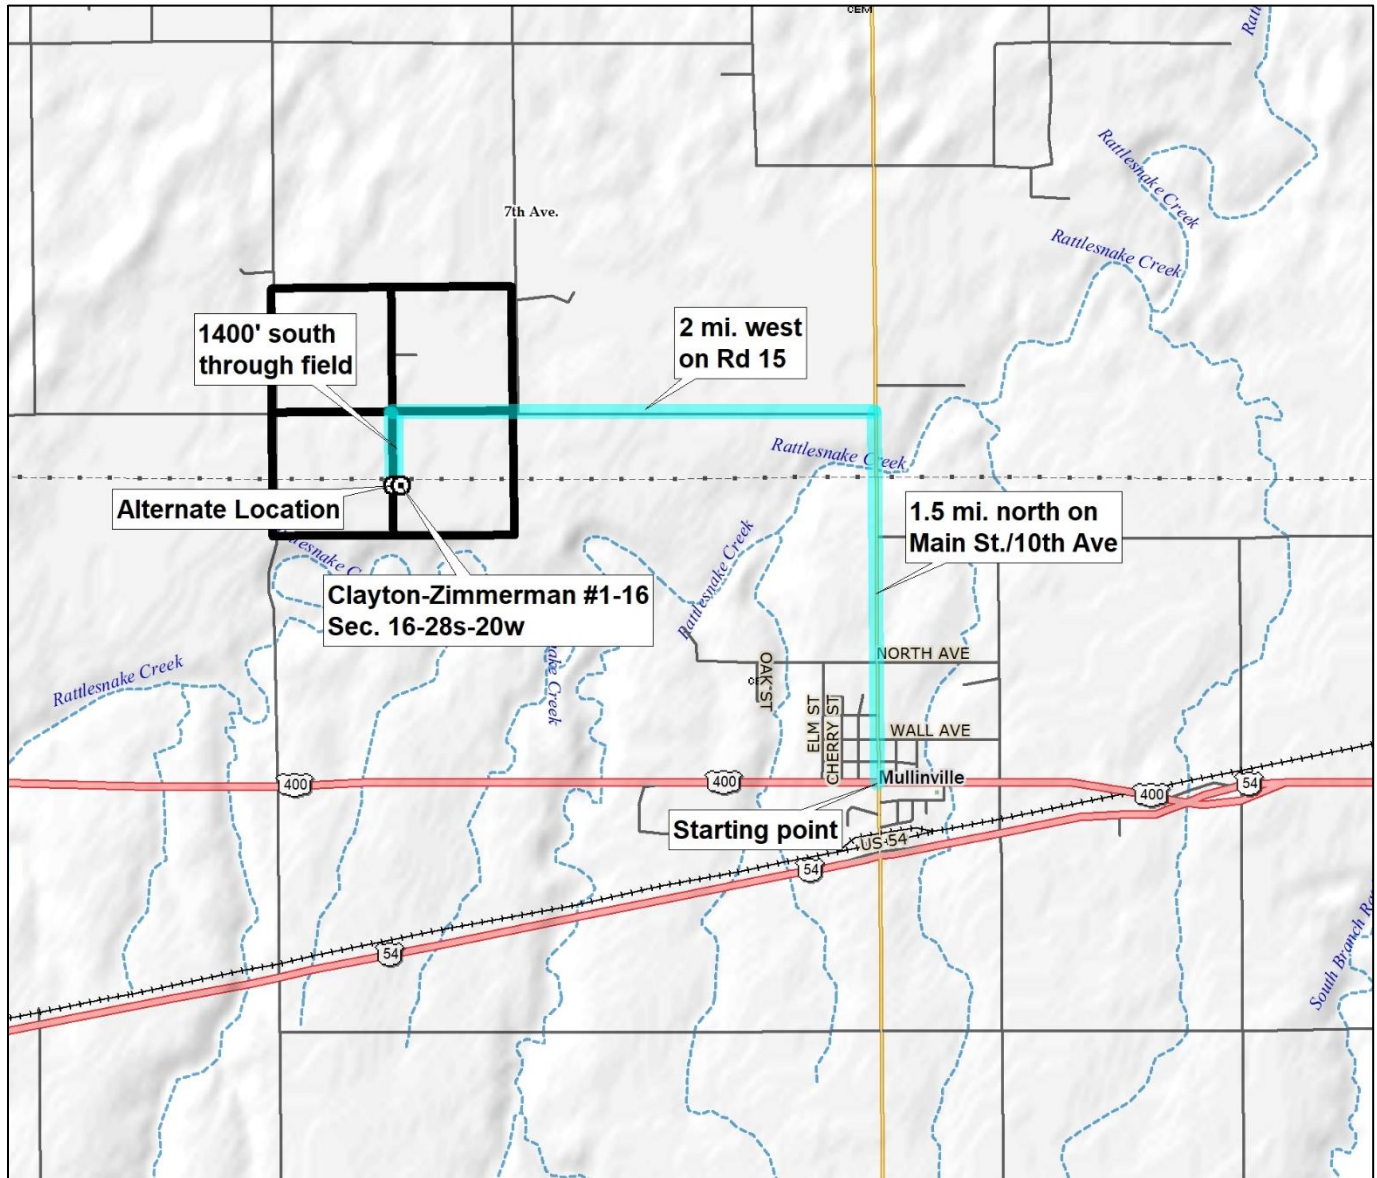 CEM
Rattlesnake Creek
Rattlesnake Creek
7th Ave.
1400' south
through field
2 mi. west
on Rd 15
Rattlesnake Creek
Alternate Location
1.5 mi. north on
Main St./10th Ave
Rattlesnake Creek
Clayton-Zimmerman #1-16
Sec. 16-28s-20w
NORTH AVE
OAK ST
Rattlesnake Creek
ELM ST
CHERRY ST
WALL AVE
400
400
Mullinville
400
54
Starting point
US 54
54
54
South Branch